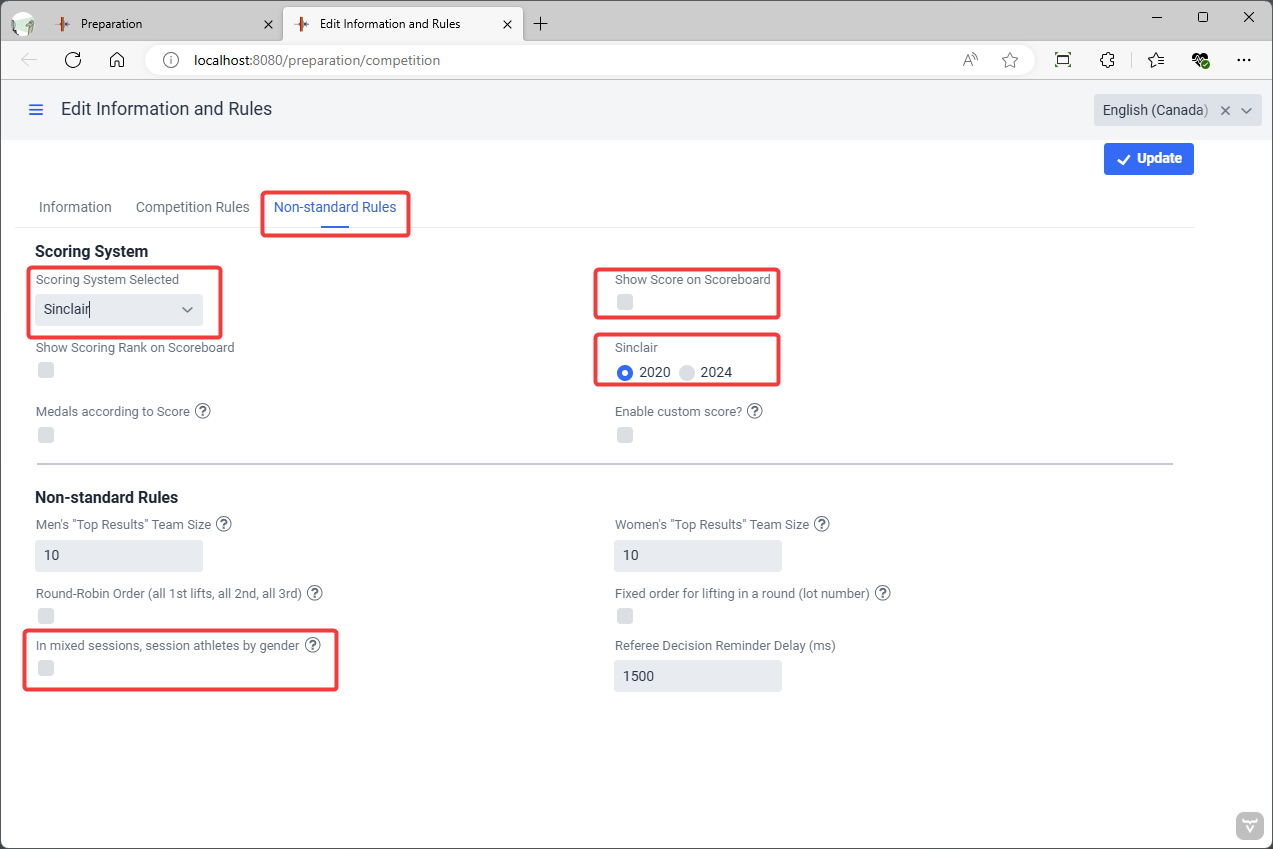 Preparation
Edit Information and Rules
localhost:8080/preparation/competition
Edit Information and Rules
English (Canada)
Update
Information Competition Rules Non-standard Rules
Scoring System
Scoring System Selected Show Score on Scoreboard
Sinclair
Show Scoring Rank on Scoreboard Sinclair
2020 2024
Medals according to Score ? Enable custom score? ?
Non-standard Rules
Men's "Top Results" Team Size ? Women's "Top Results" Team Size ?
10 10
Round-Robin Order (all 1st lifts, all 2nd, all 3rd) ? Fixed order for lifting in a round (lot number) ?
In mixed sessions, session athletes by gender ? Referee Decision Reminder Delay (ms)
1500